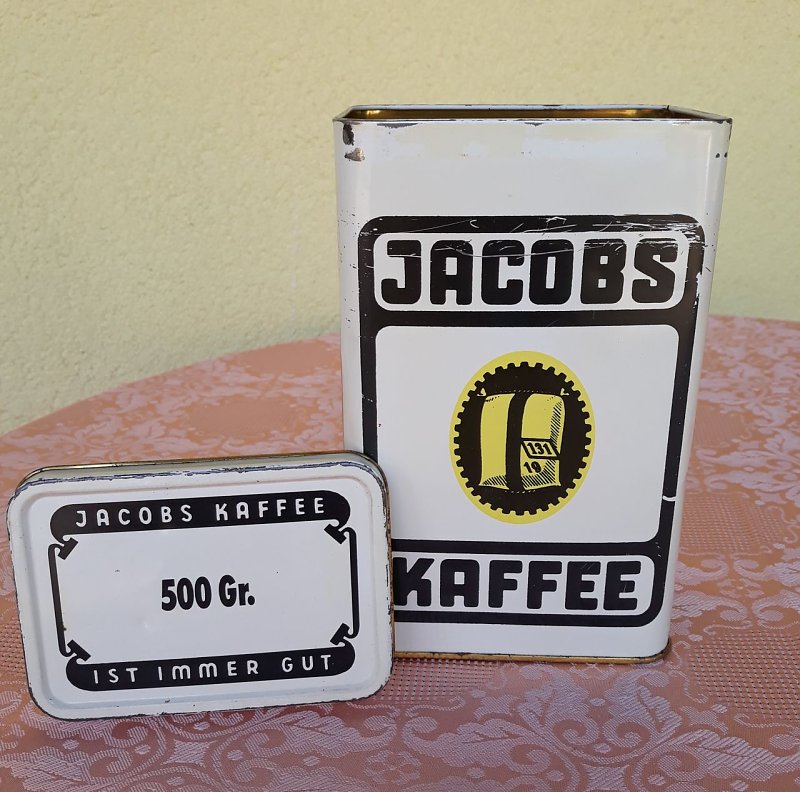 JACOBS
131
19
KAFFEE
JACOBS KAFFEE
500 Gr.
IST IMMER GUT